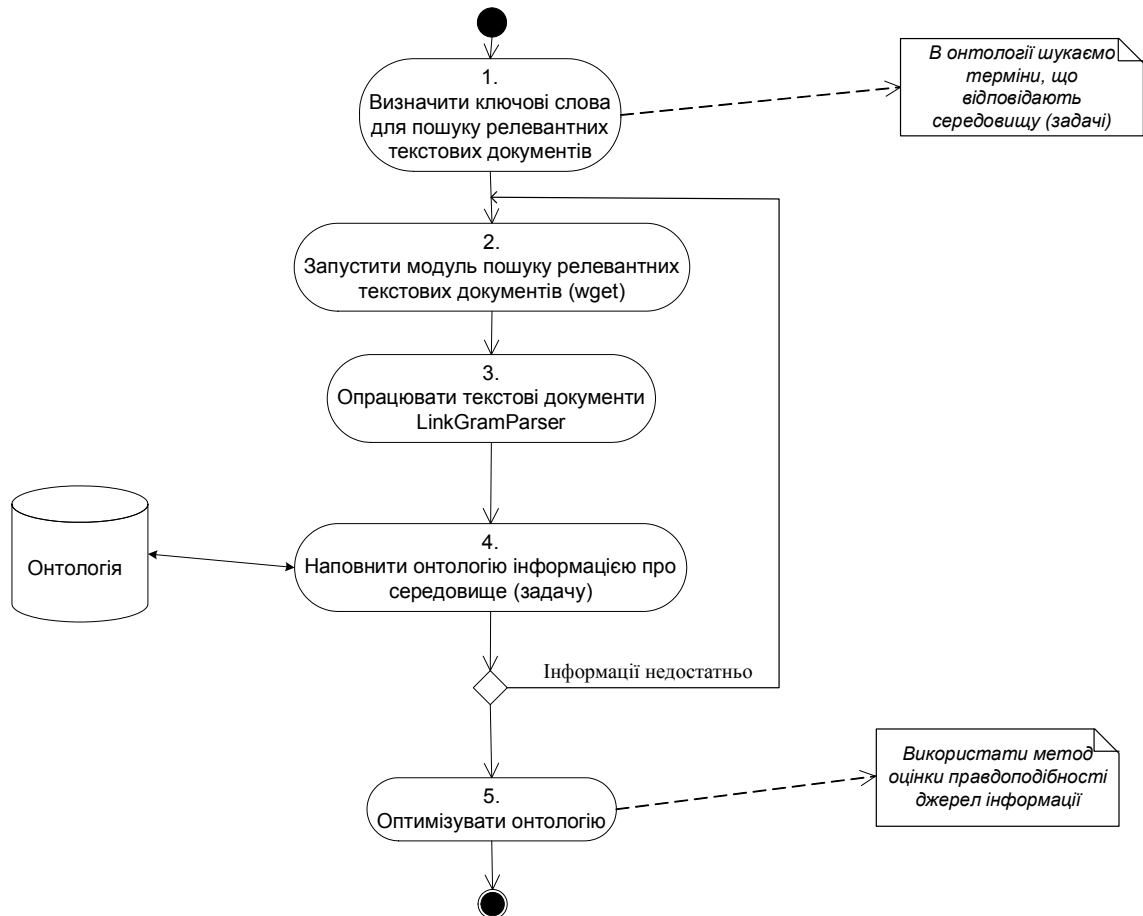 1.
Визначити ключові слова
для пошуку релевантних
текстових документів
В онтології шукаємо
терміни, що
відповідають
середовищу (задачі)
2.
Запустити модуль пошуку релевантних
текстових документів (wget)
3.
Опрацювати текстові документи
LinkGramParser
Онтологія
4.
Наповнити онтологію інформацією про
середовище (задачу)
Інформації недостатньо
5.
Оптимізувати онтологію
Використати метод
оцінки правдоподібності
джерел інформації